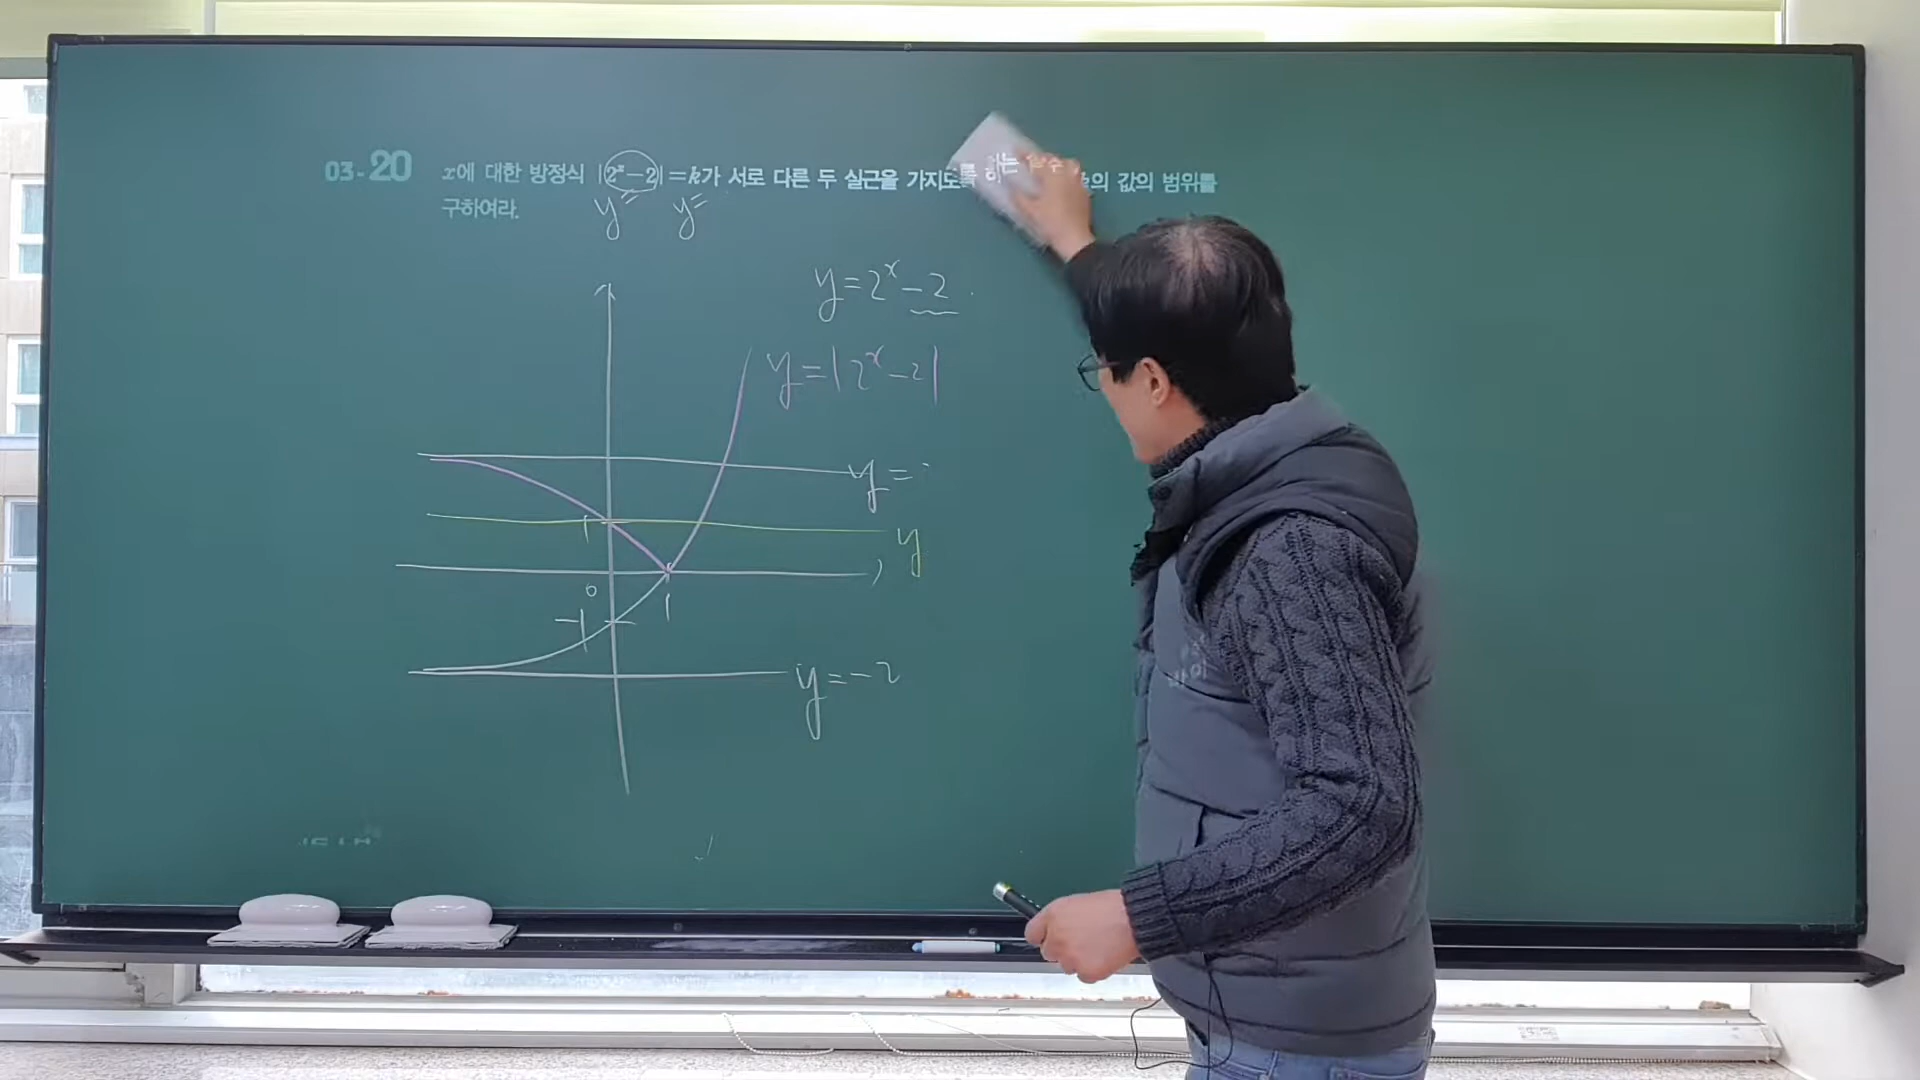 03-20 x에 대한 방정식 |2ˣ-2|=k가 서로 다른 두 실근을 가지도록 하는 의 값의 범위를
구하여라.
y= y=
y=2ˣ-2
y=|2ˣ-2|
y=
1 y
0 1
-1
y=-2